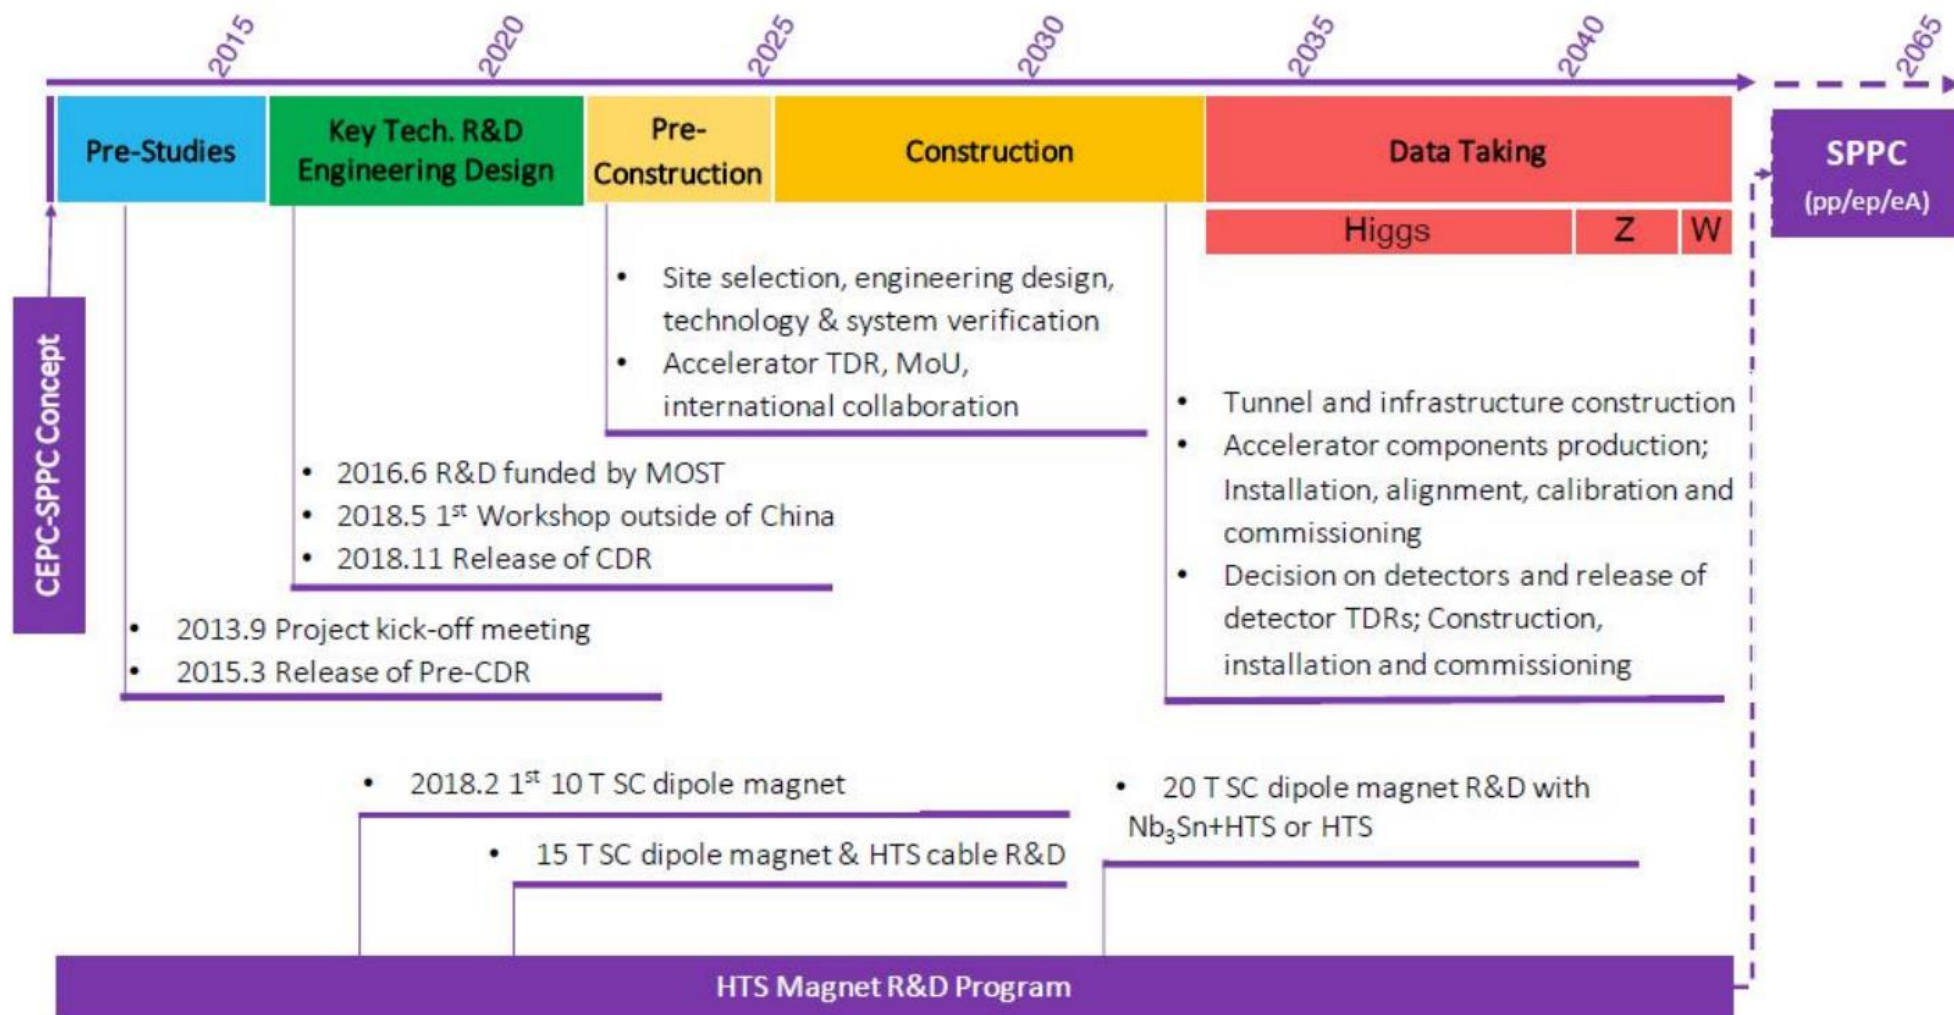 2015
2020
2025
2030
2035
2040
2065
CEPC-SPPC Concept
Pre-Studies
Key Tech. R&D
Engineering Design
Pre-
Construction
Construction
Data Taking
Higgs
Z
W
SPPC
(pp/ep/eA)
• Site selection, engineering design,
technology & system verification
• Accelerator TDR, MoU,
international collaboration
• Tunnel and infrastructure construction
• Accelerator components production;
Installation, alignment, calibration and
commissioning
• Decision on detectors and release of
detector TDRs; Construction,
installation and commissioning
• 2016.6 R&D funded by MOST
• 2018.5 1st Workshop outside of China
• 2018.11 Release of CDR
• 2013.9 Project kick-off meeting
• 2015.3 Release of Pre-CDR
• 2018.2 1st 10 T SC dipole magnet
• 15 T SC dipole magnet & HTS cable R&D
• 20 T SC dipole magnet R&D with
Nb₃Sn+HTS or HTS
HTS Magnet R&D Program